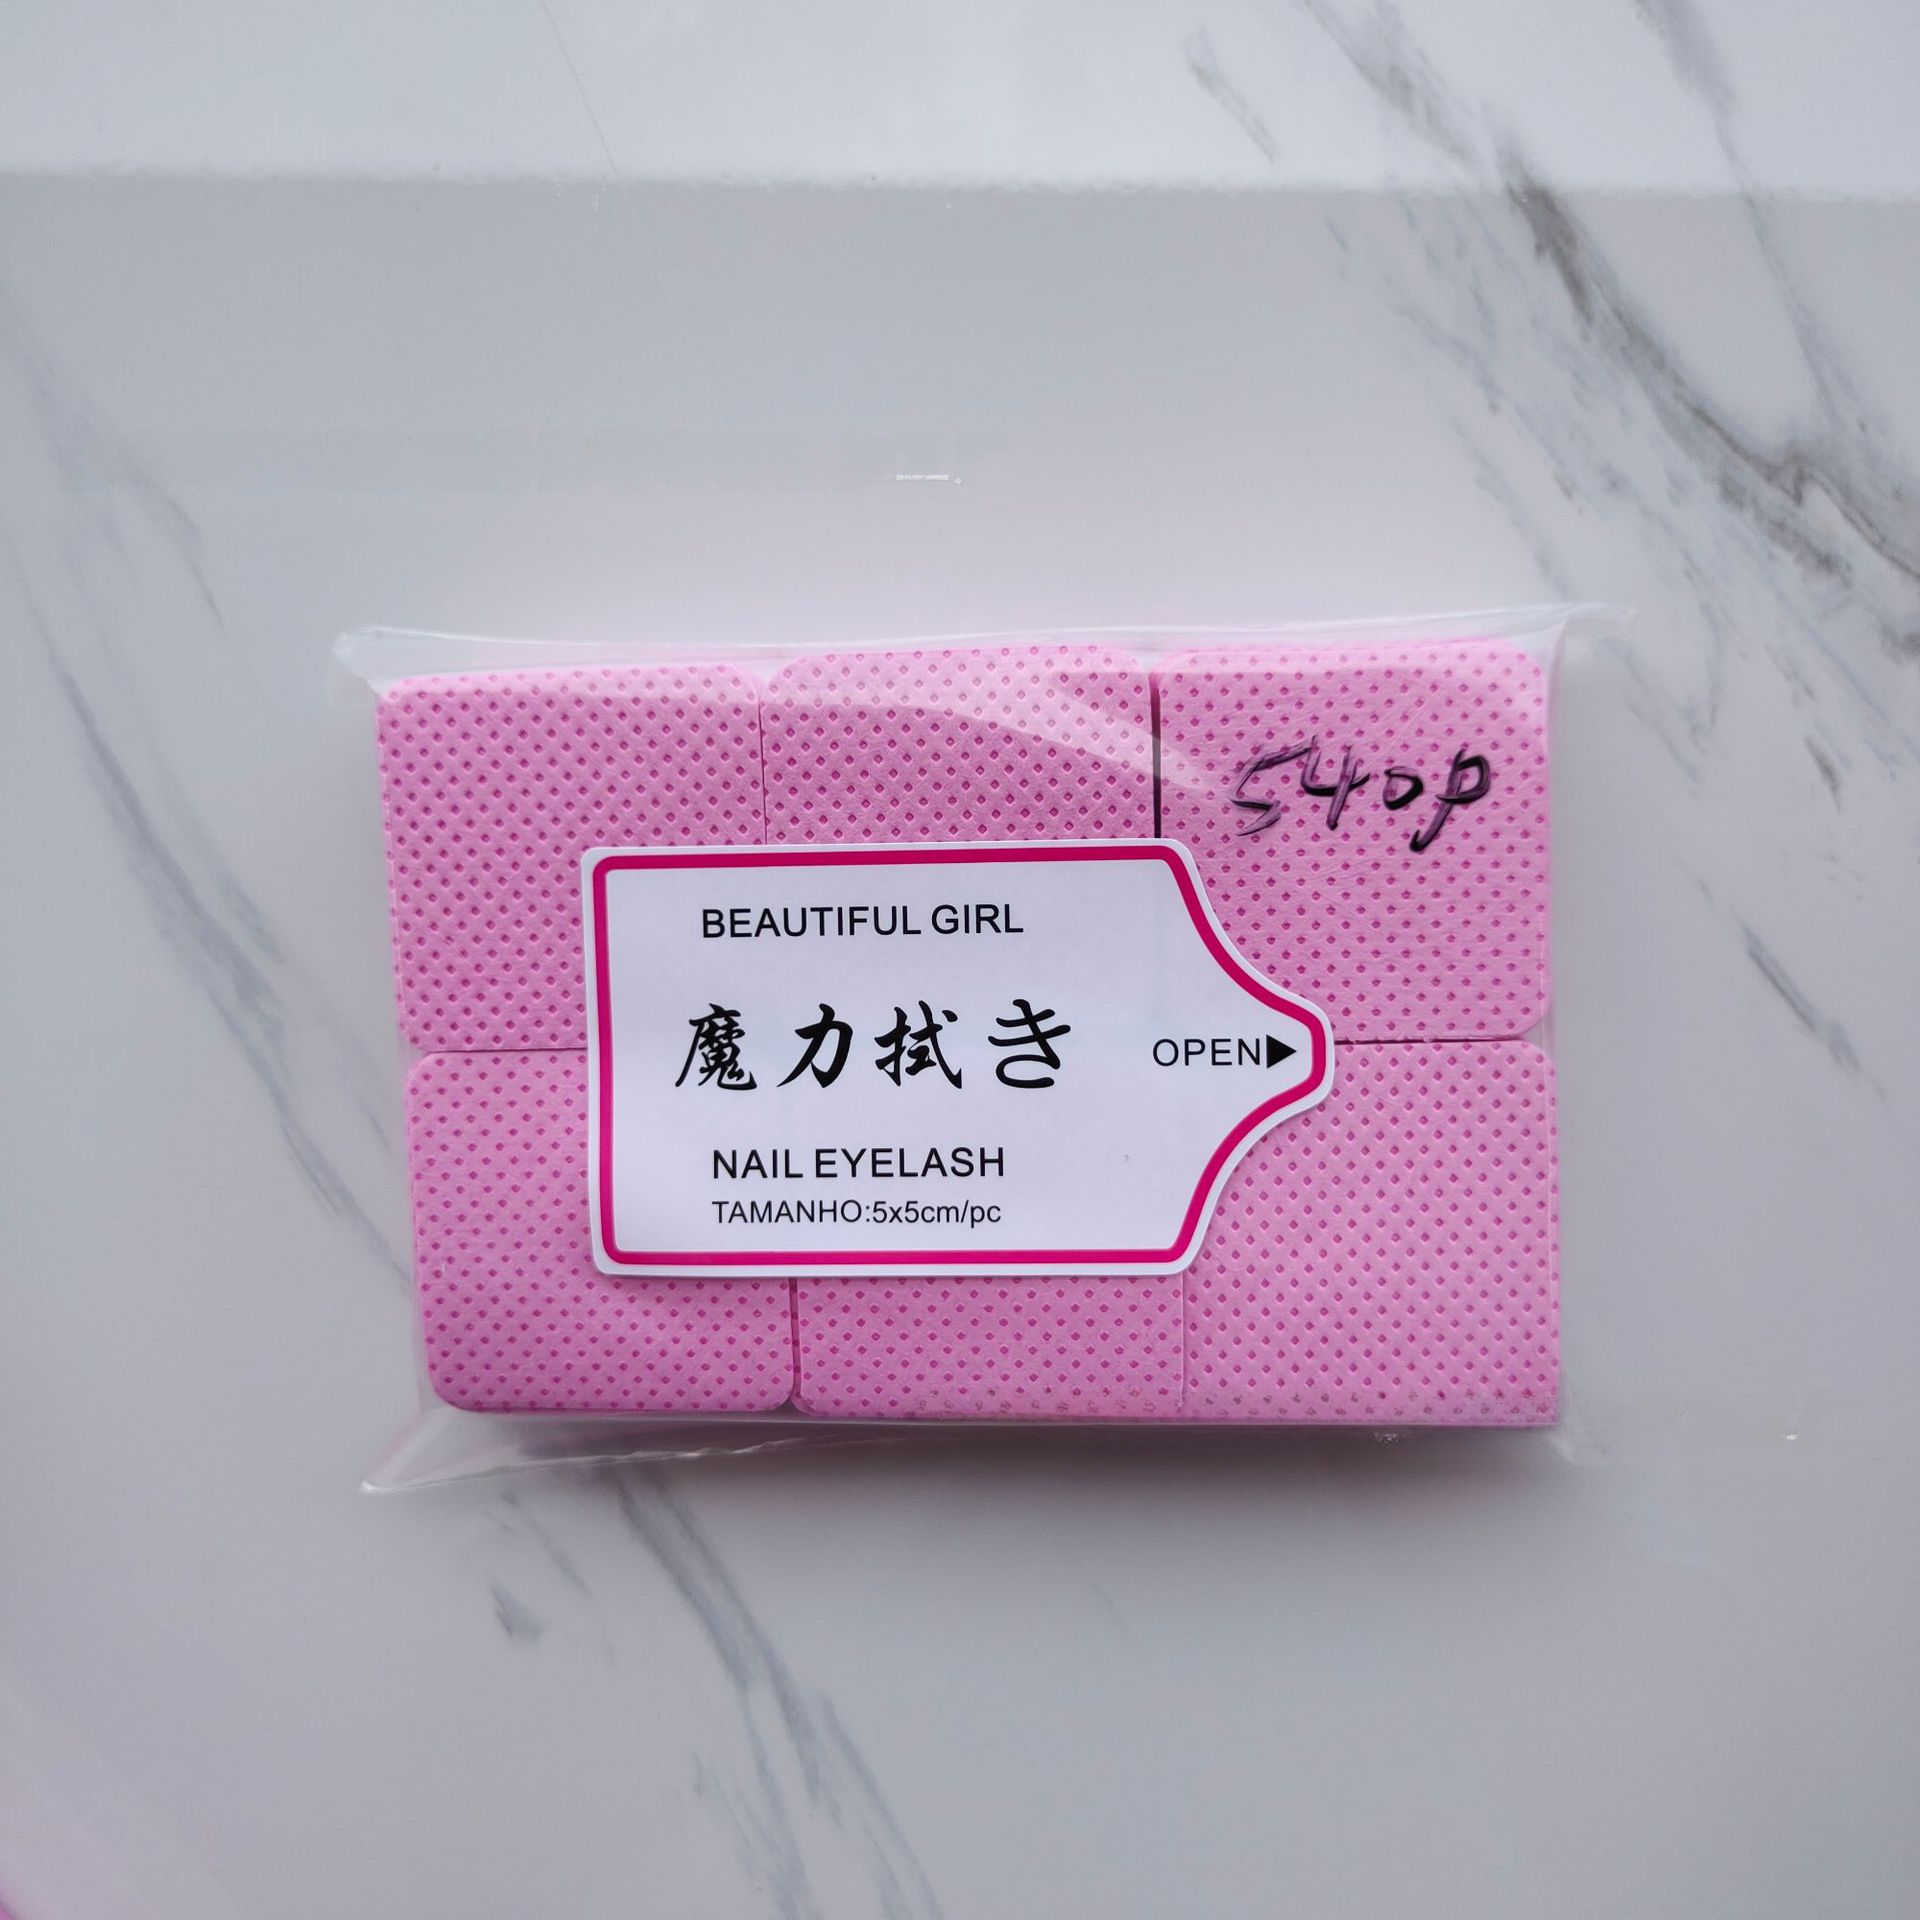 540p
BEAUTIFUL GIRL
魔力拭き
OPEN▶
NAIL EYELASH
TAMANHO:5x5cm/pc